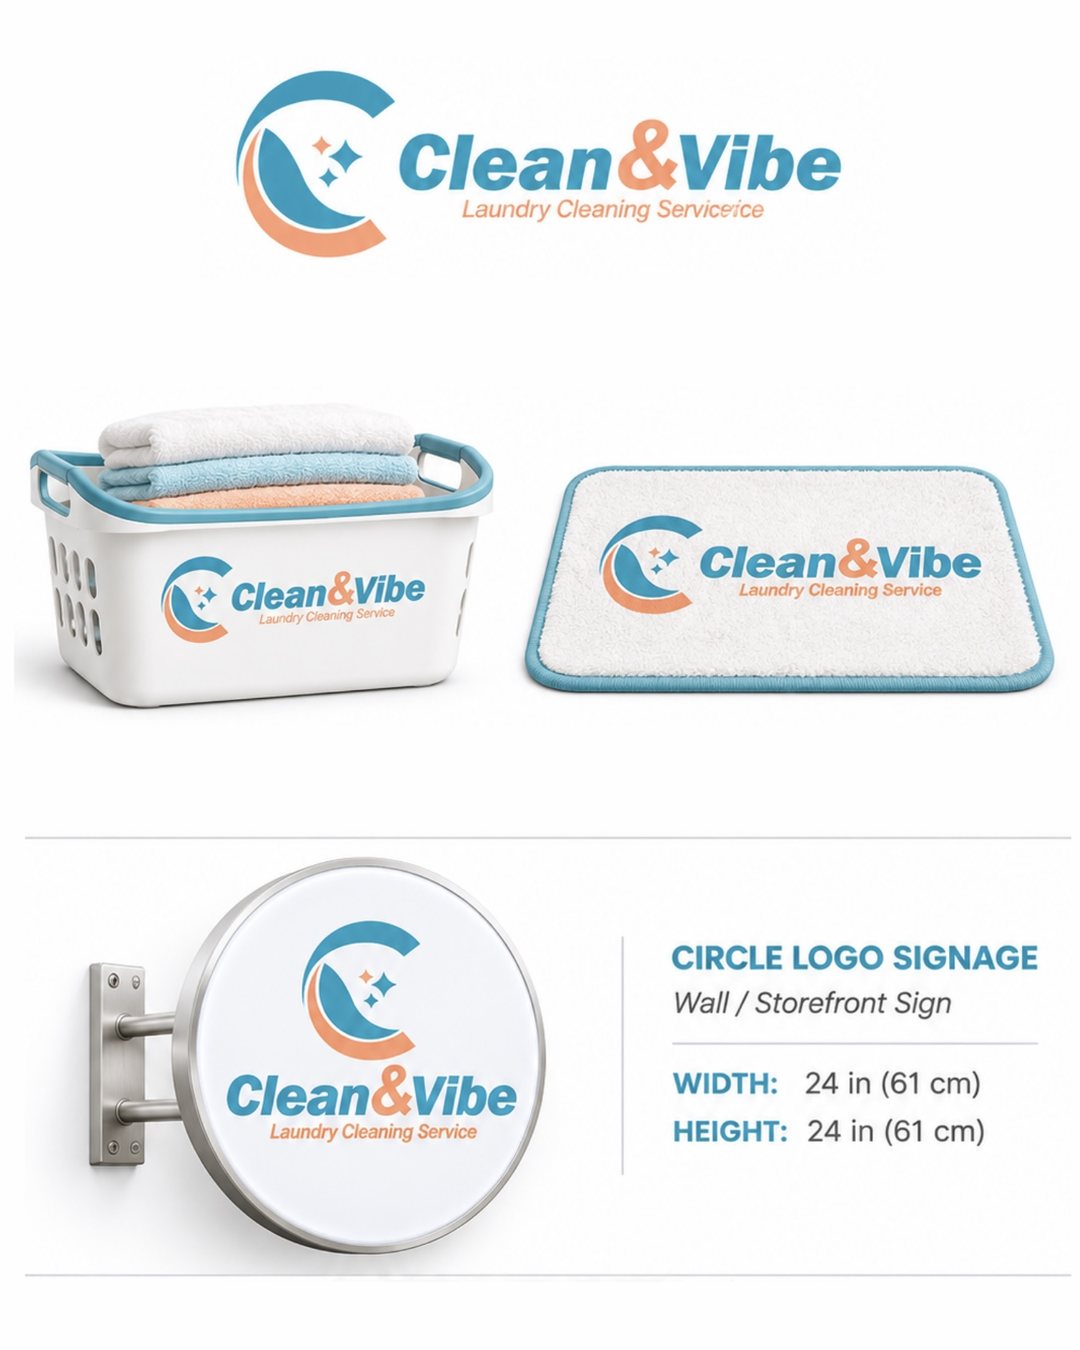 Clean&Vibe
Laundry Cleaning Serviceice
Clean&Vibe
Laundry Cleaning Service
Clean&Vibe
Laundry Cleaning Service
Clean&Vibe
Laundry Cleaning Service
CIRCLE LOGO SIGNAGE
Wall / Storefront Sign
WIDTH: 24 in (61 cm)
HEIGHT: 24 in (61 cm)